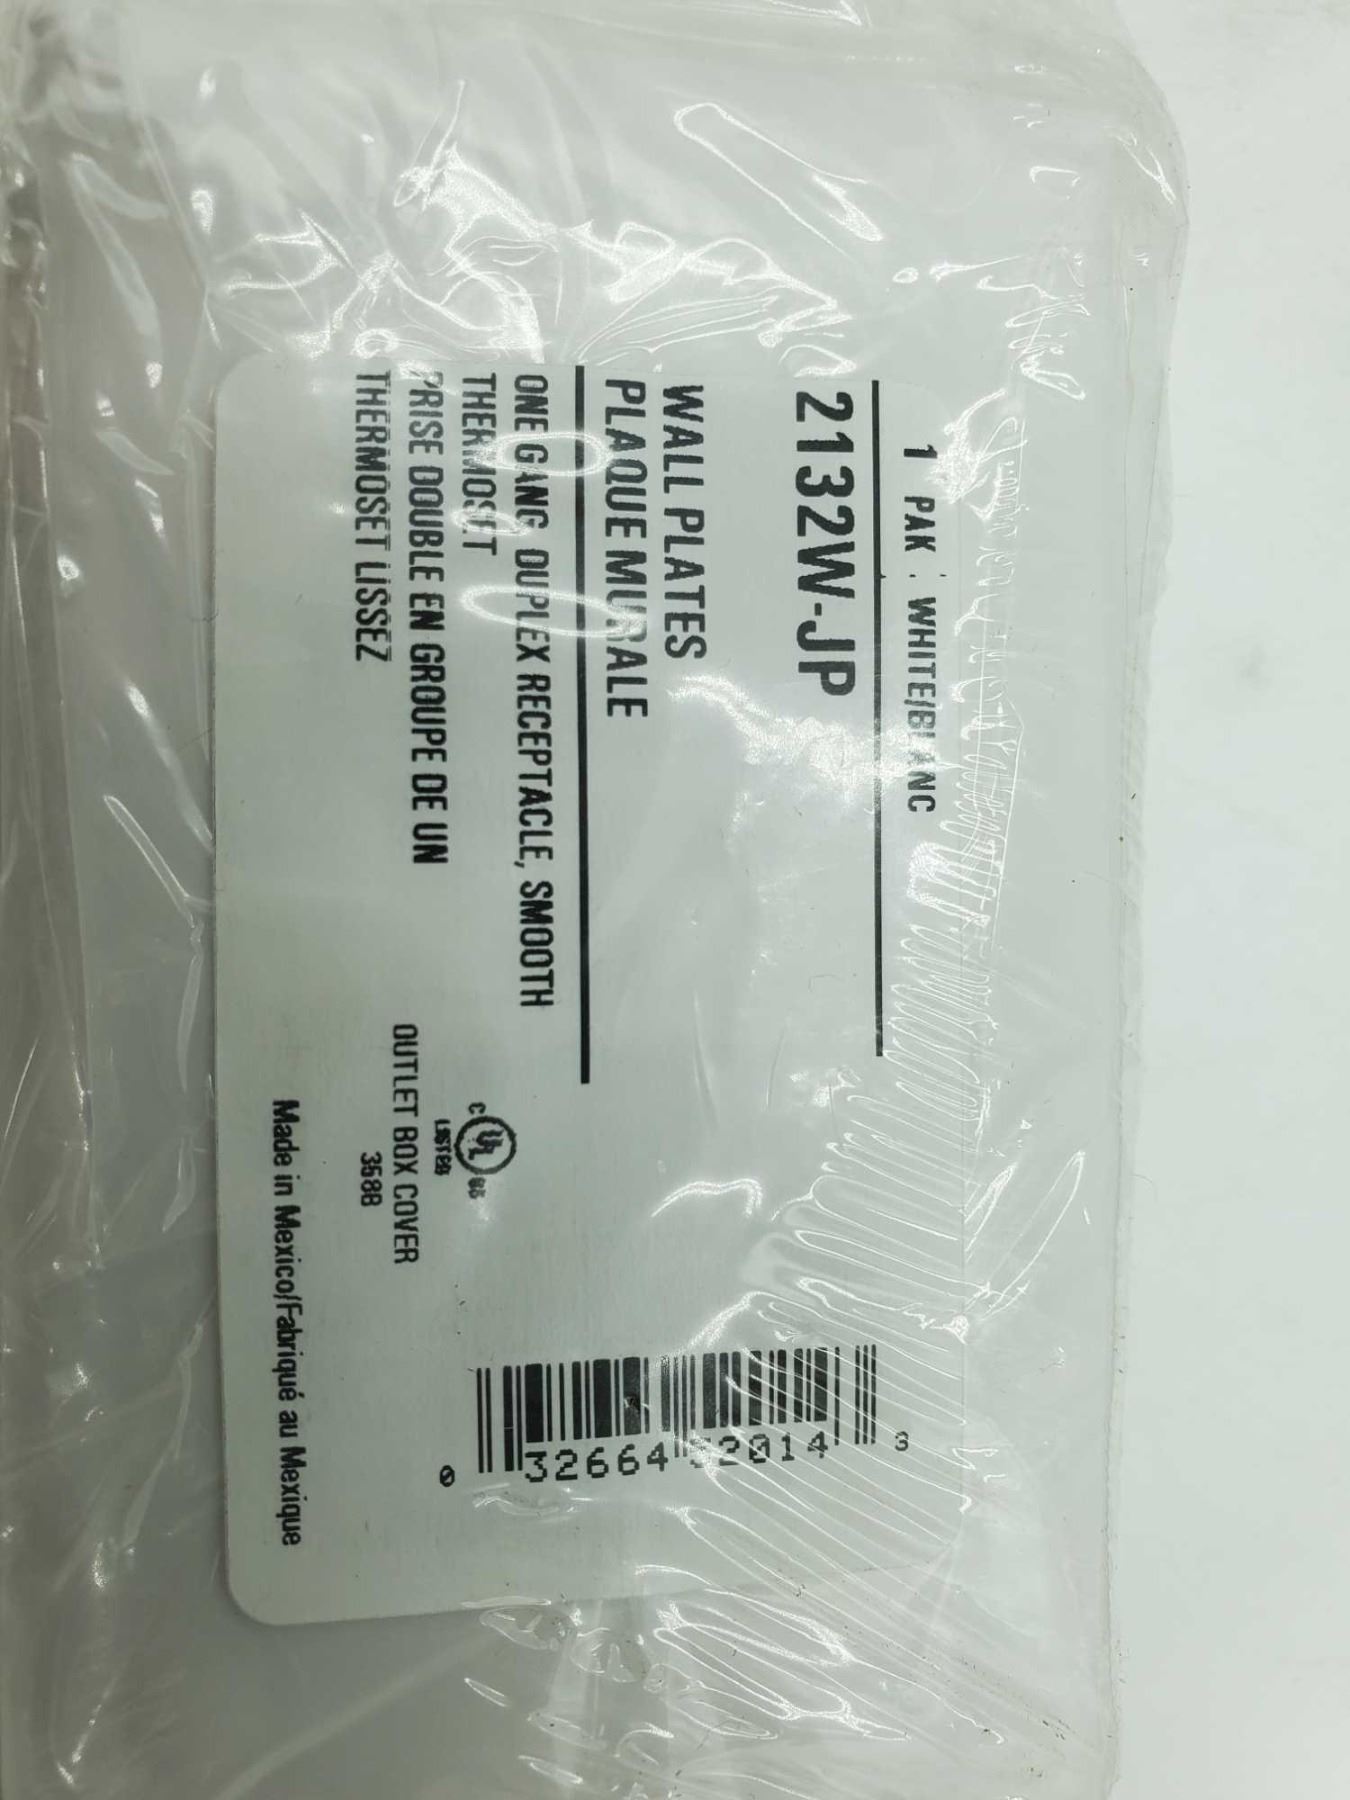 1 PAK : WHITE/BLANC
2132W-JP
WALL PLATES
PLAQUE MURALE
ONE GANG DUPLEX RECEPTACLE, SMOOTH
THERMOSET
PRISE DOUBLE EN GROUPE DE UN
THERMOSET LISSEZ
C UL US
LISTED
OUTLET BOX COVER
358B
Made in Mexico/Fabriqué au Mexique
0 32664 52014 3